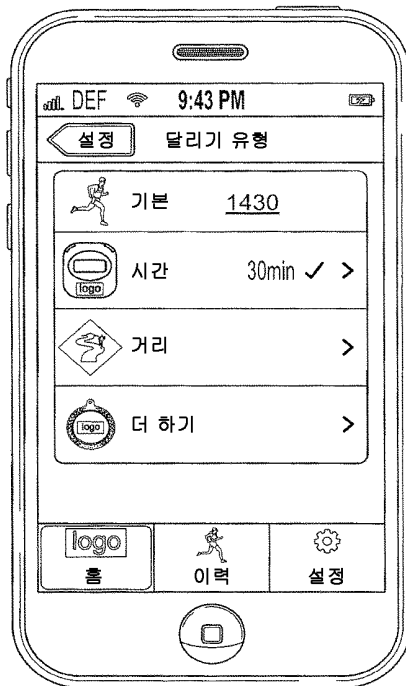 DEF 9:43 PM
설정 달리기 유형
기본 1430
시간 30min ✓ >
logo
거리 >
더 하기 >
logo
logo
홈 이력 설정